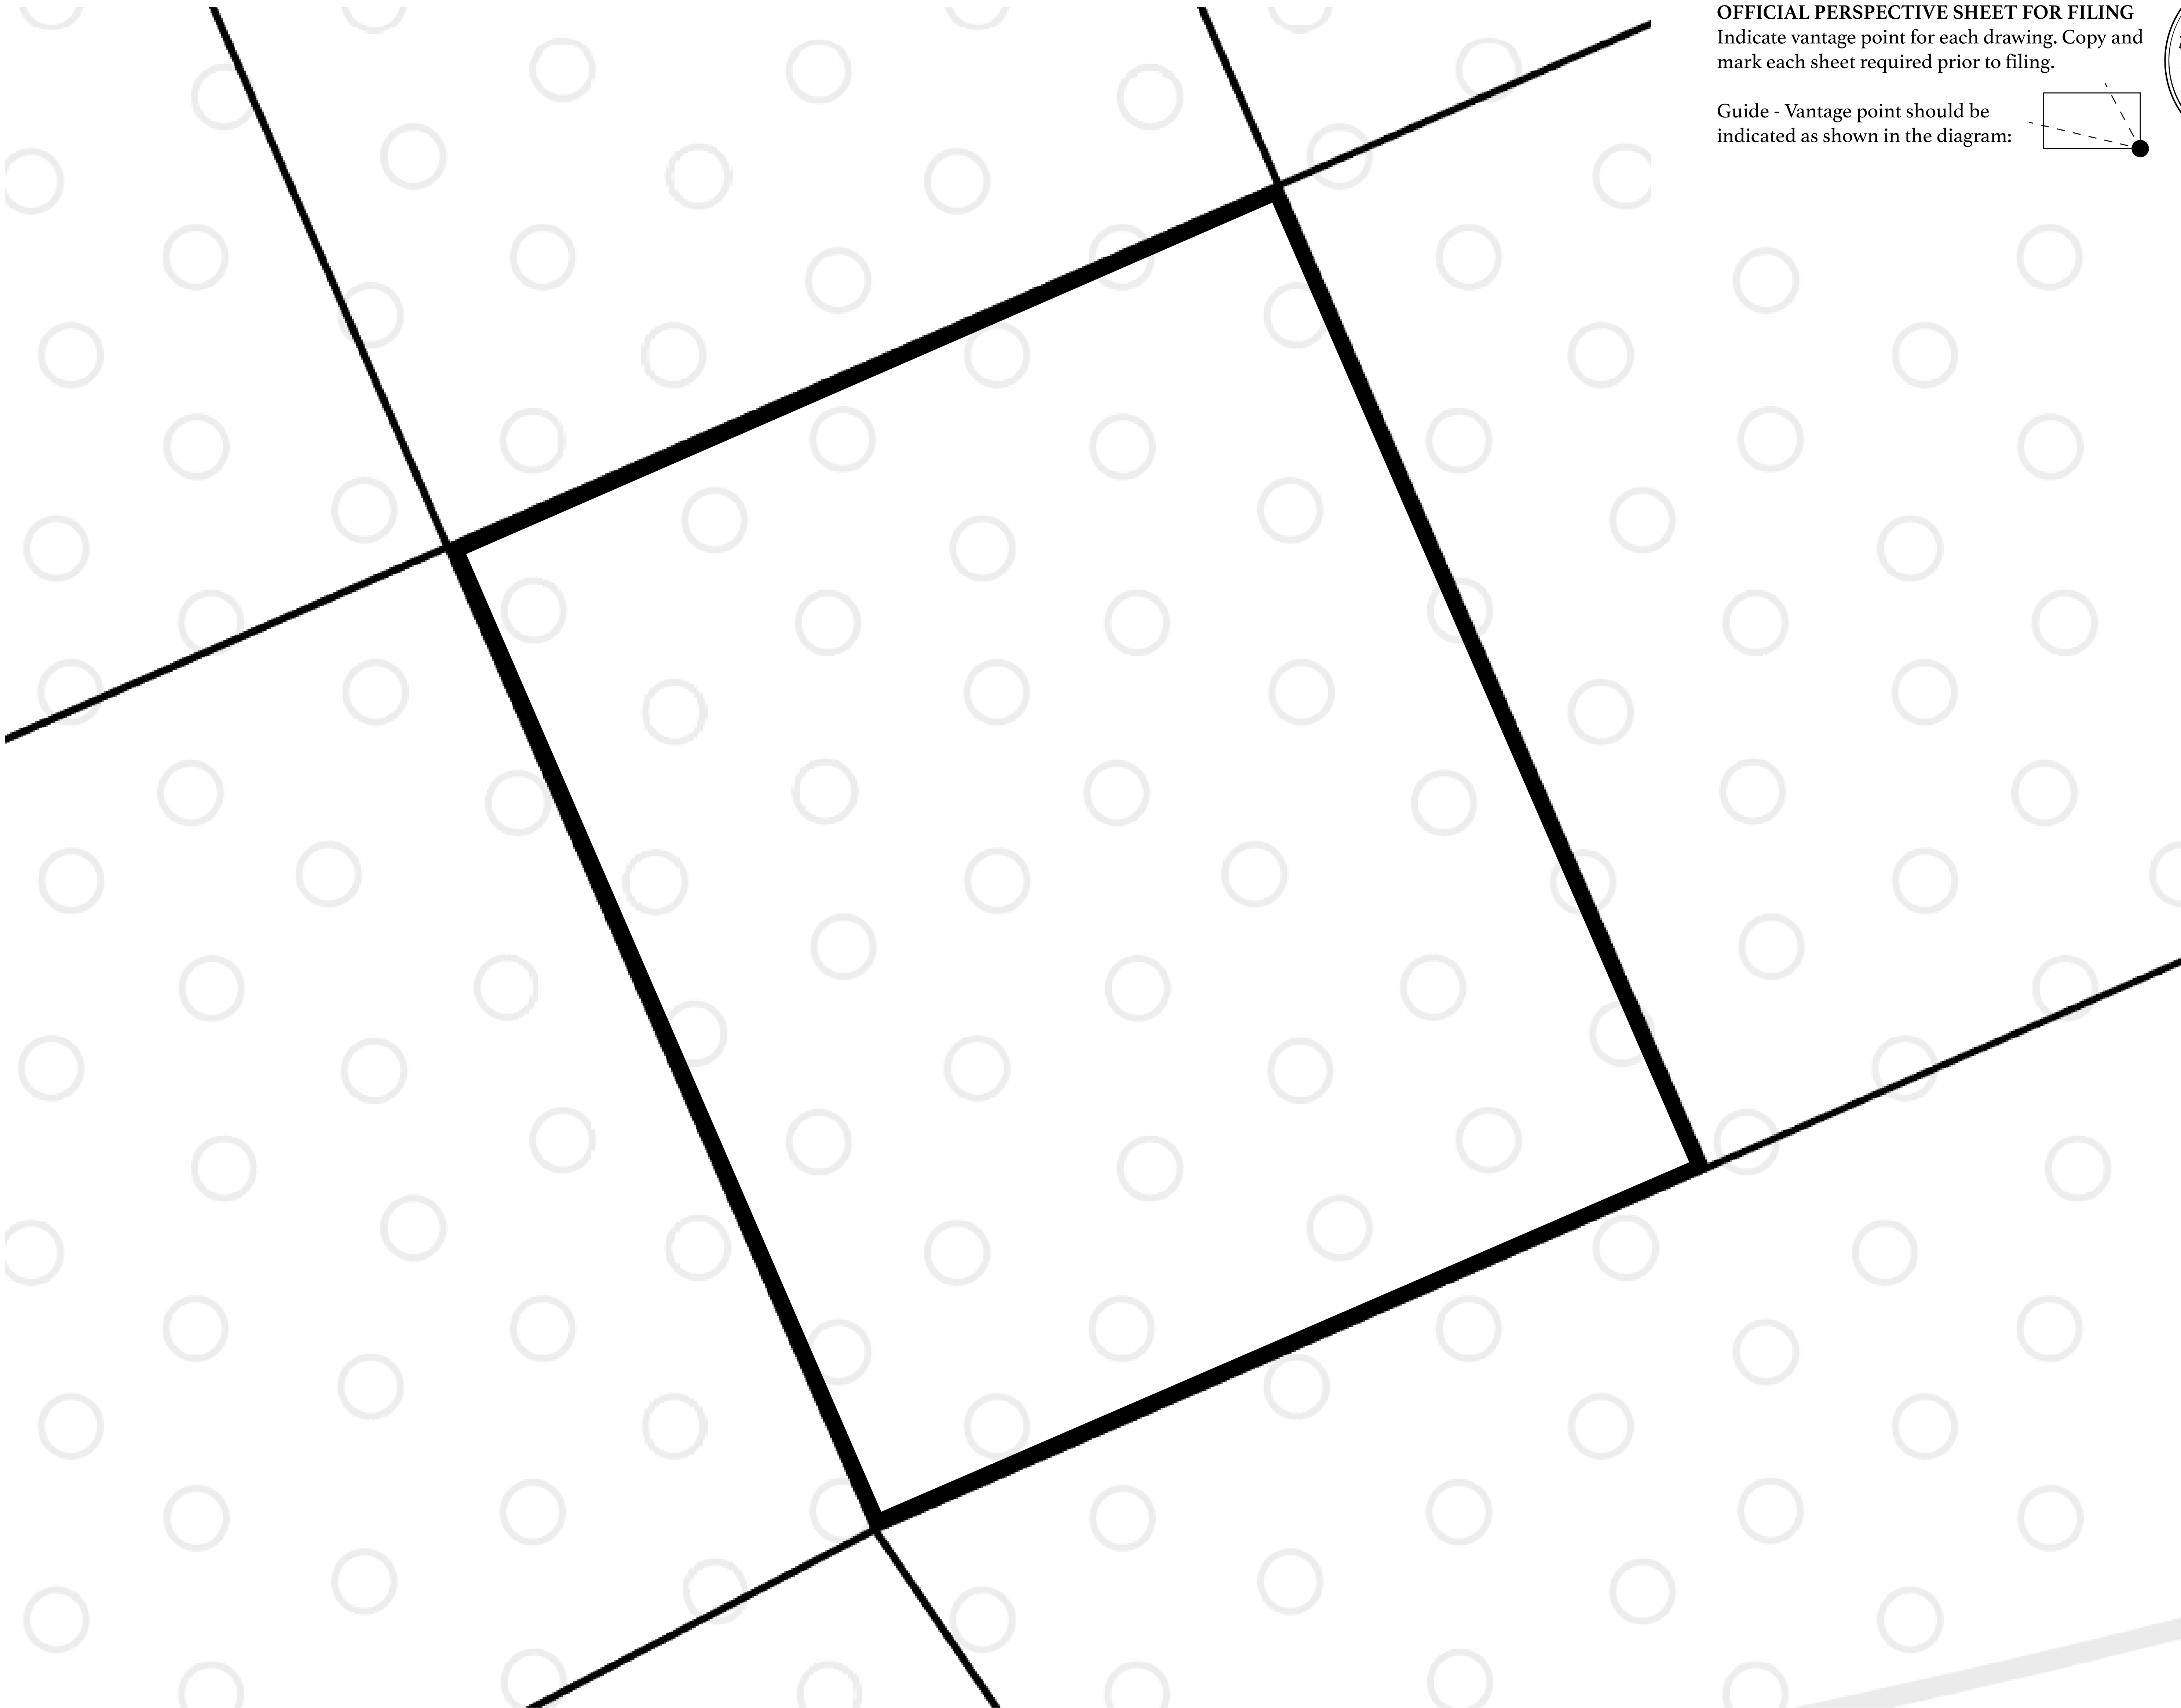 OFFICIAL PERSPECTIVE SHEET FOR FILING
Indicate vantage point for each drawing. Copy and
mark each sheet required prior to filing.
Guide - Vantage point should be
indicated as shown in the diagram: